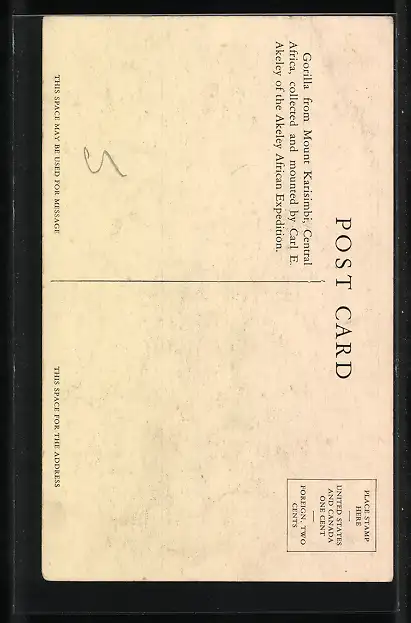 POST CARD
Gorilla from Mount Karisimbi, Central
Africa, collected and mounted by Carl E.
Akeley of the Akeley African Expedition.
PLACE STAMP
HERE
UNITED STATES
AND CANADA
ONE CENT
FOREIGN, TWO
CENTS
5
THIS SPACE MAY BE USED FOR MESSAGE
THIS SPACE FOR THE ADDRESS